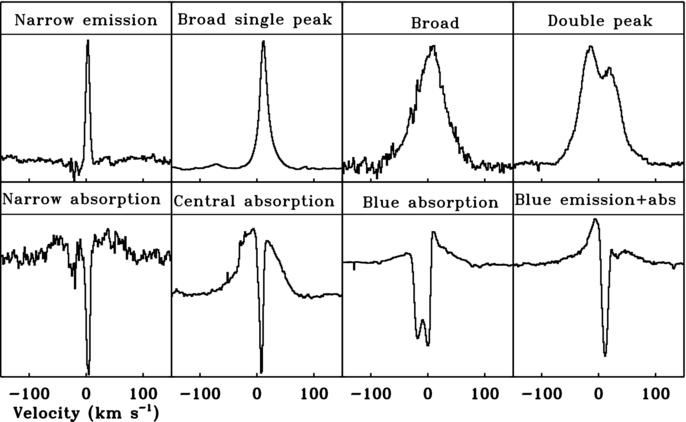 Narrow emission
Broad single peak
Broad
Double peak
Narrow absorption
Central absorption
Blue absorption
Blue emission+abs
-100 0 100 -100 0 100 -100 0 100 -100 0 100
Velocity (km s⁻¹)